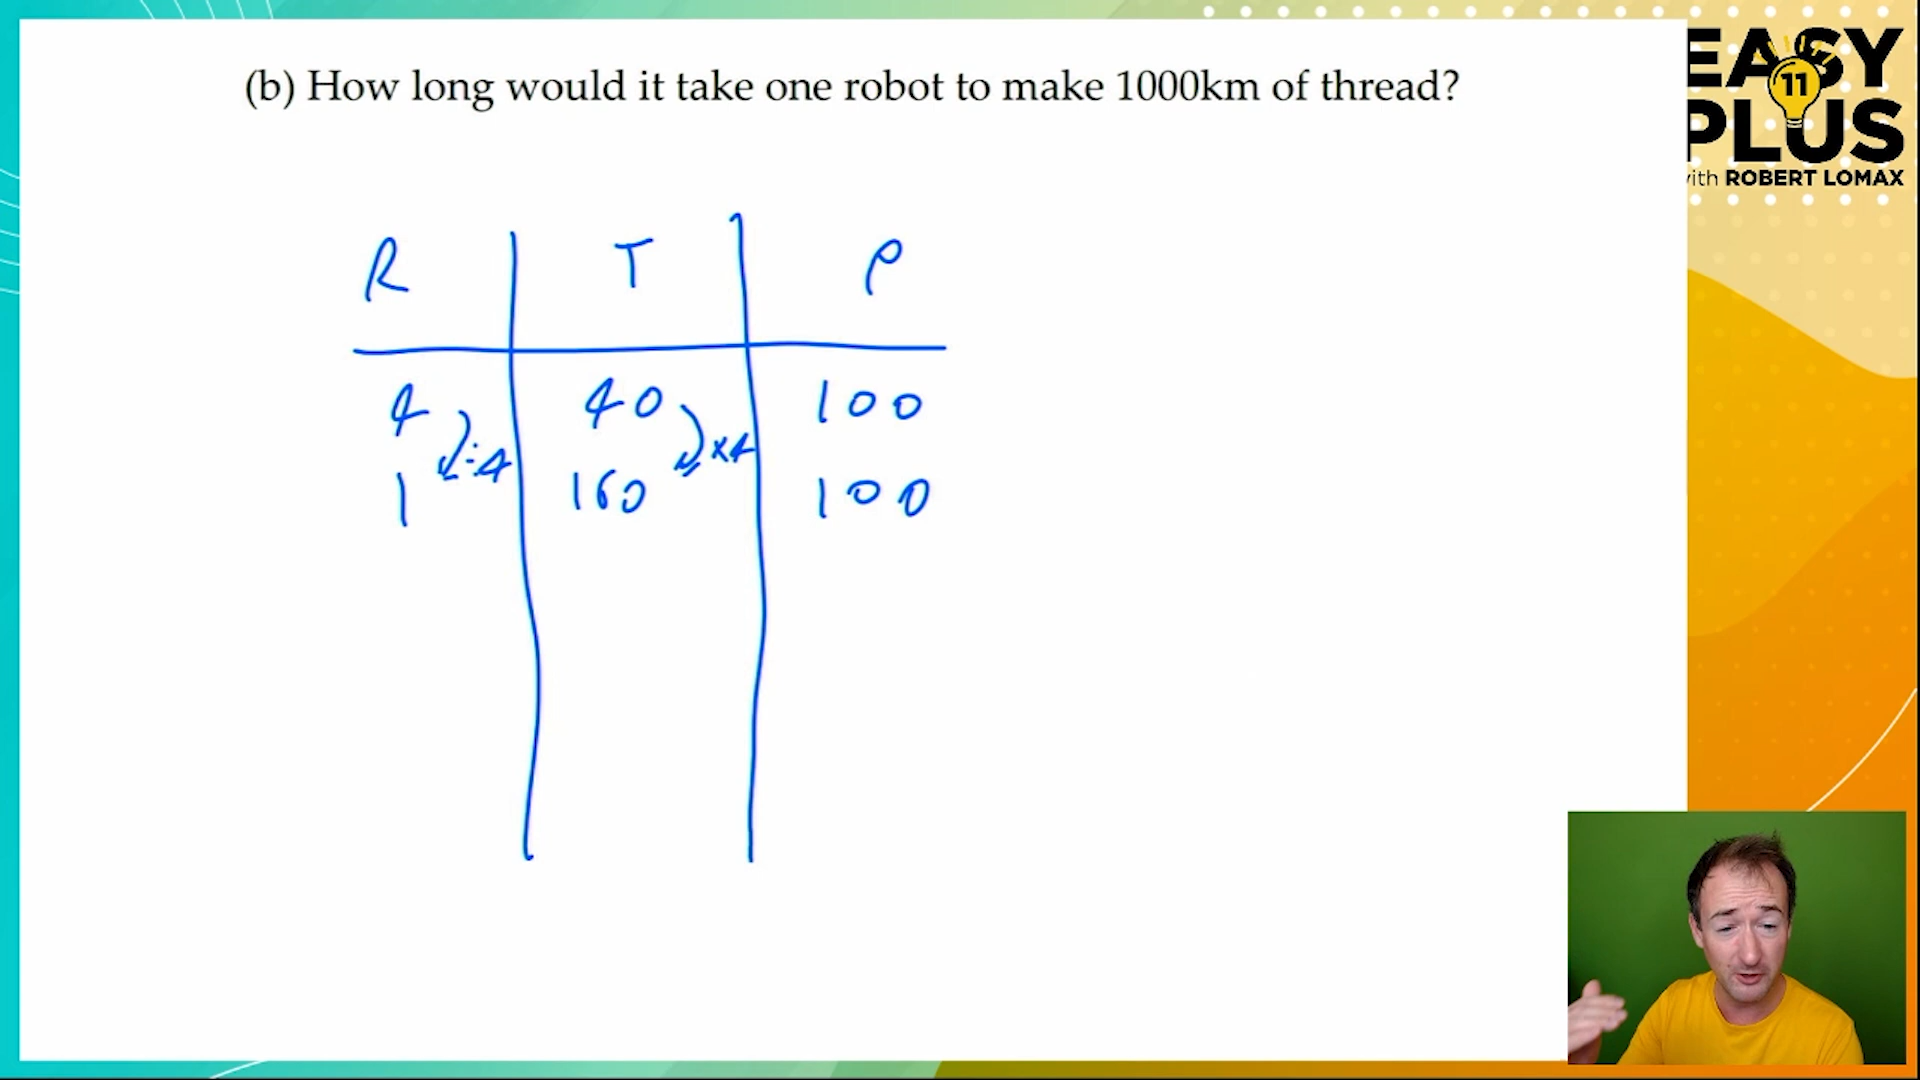 (b) How long would it take one robot to make 1000km of thread?
EASY
11
PLUS
with ROBERT LOMAX
R T P
4 40 100
÷4 ×4
1 160 100